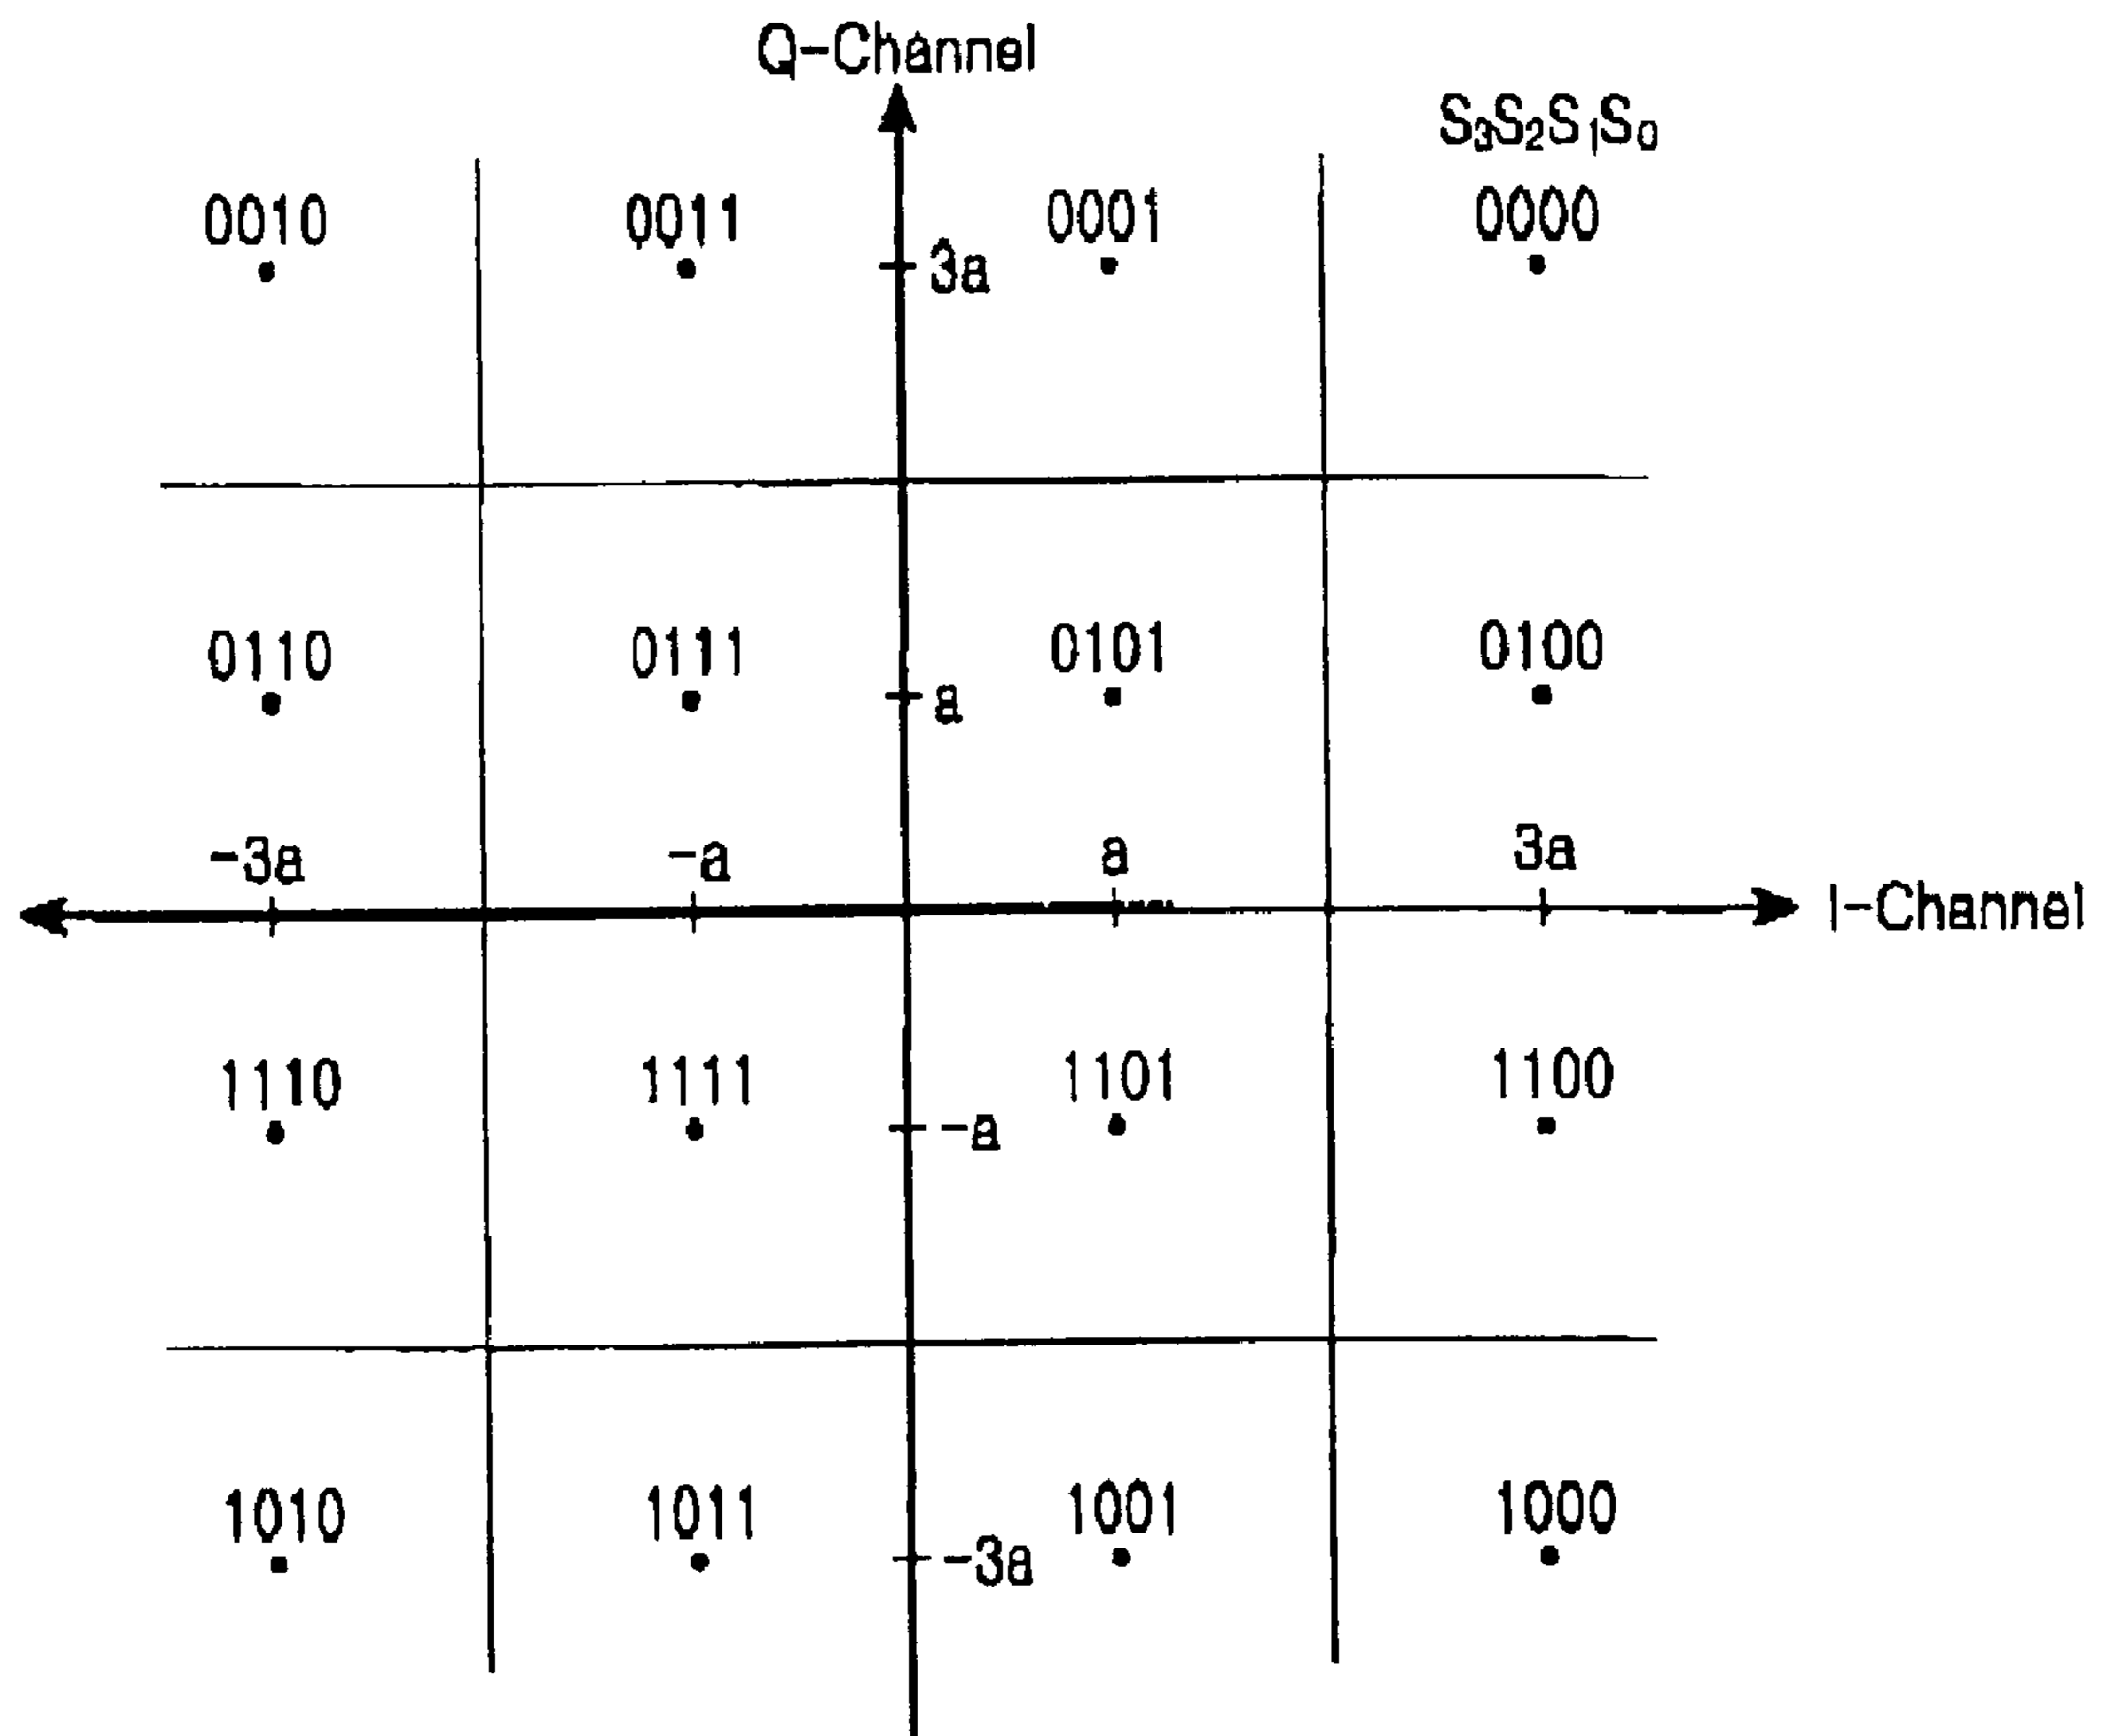 Q-Channel
S₃S₂S₁S₀
0010 0011 0001 0000
3a
0110 0111 0101 0100
a
-3a -a a 3a
I-Channel
1110 1111 1101 1100
-a
1010 1011 1001 1000
-3a